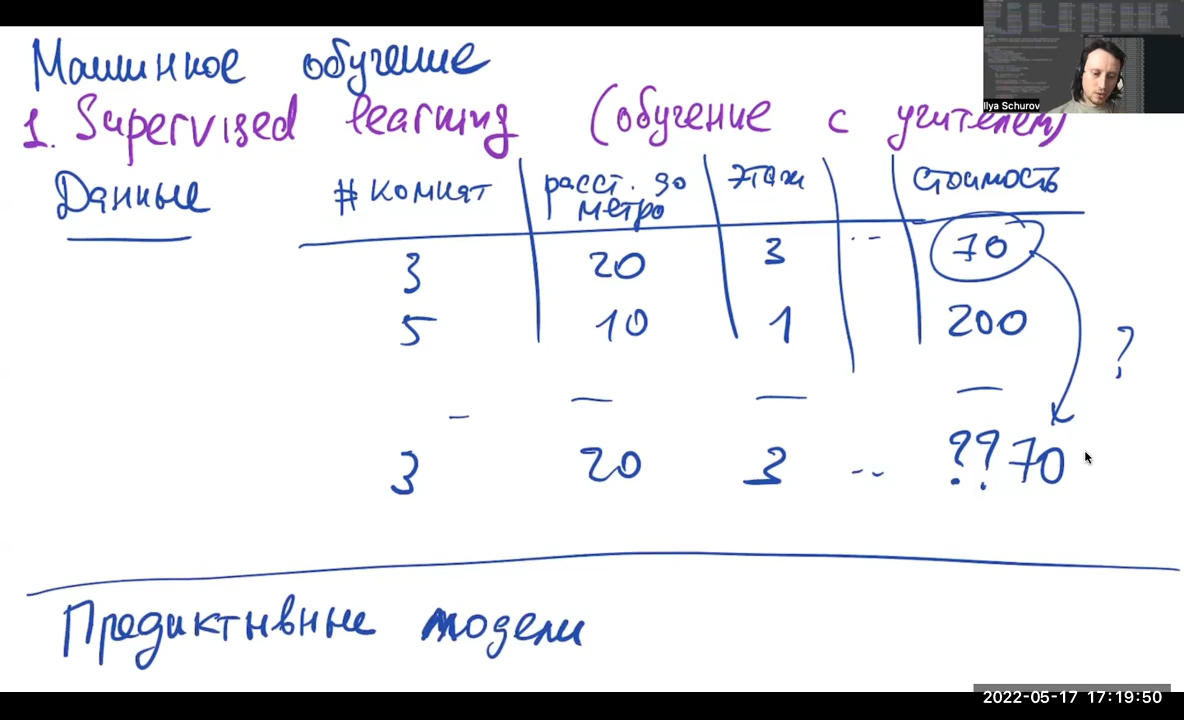 Машинное обучение
1. Supervised learning (обучение с учителем)
Ilya Schurov
Данные
# комнат расст. до метро этаж стоимость
3 20 3 ... 70
5 10 1 200
?
3 20 3 ... ?? 70
Предиктивные модели
2022-05-17 17:19:50